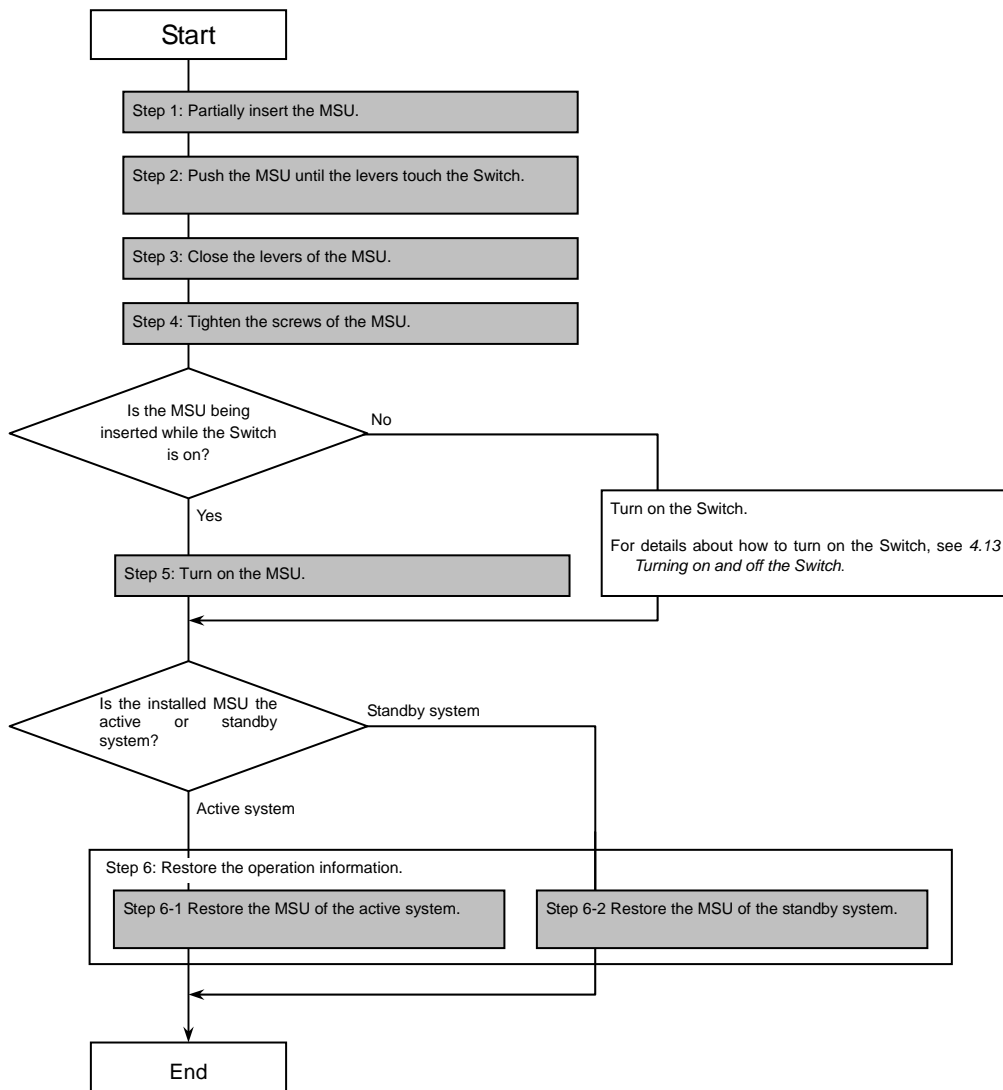 Start
Step 1: Partially insert the MSU.
Step 2: Push the MSU until the levers touch the Switch.
Step 3: Close the levers of the MSU.
Step 4: Tighten the screws of the MSU.
Is the MSU being
inserted while the Switch
is on?
No
Yes
Turn on the Switch.
For details about how to turn on the Switch, see 4.13
Turning on and off the Switch.
Step 5: Turn on the MSU.
Is the installed MSU the
active or standby
system?
Standby system
Active system
Step 6: Restore the operation information.
Step 6-1 Restore the MSU of the active system.
Step 6-2 Restore the MSU of the standby system.
End